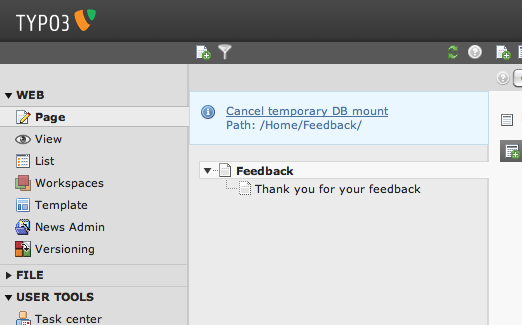 TYPO3
WEB
Page
View
List
Workspaces
Template
News Admin
Versioning
FILE
USER TOOLS
Task center
Cancel temporary DB mount
Path: /Home/Feedback/
Feedback
Thank you for your feedback